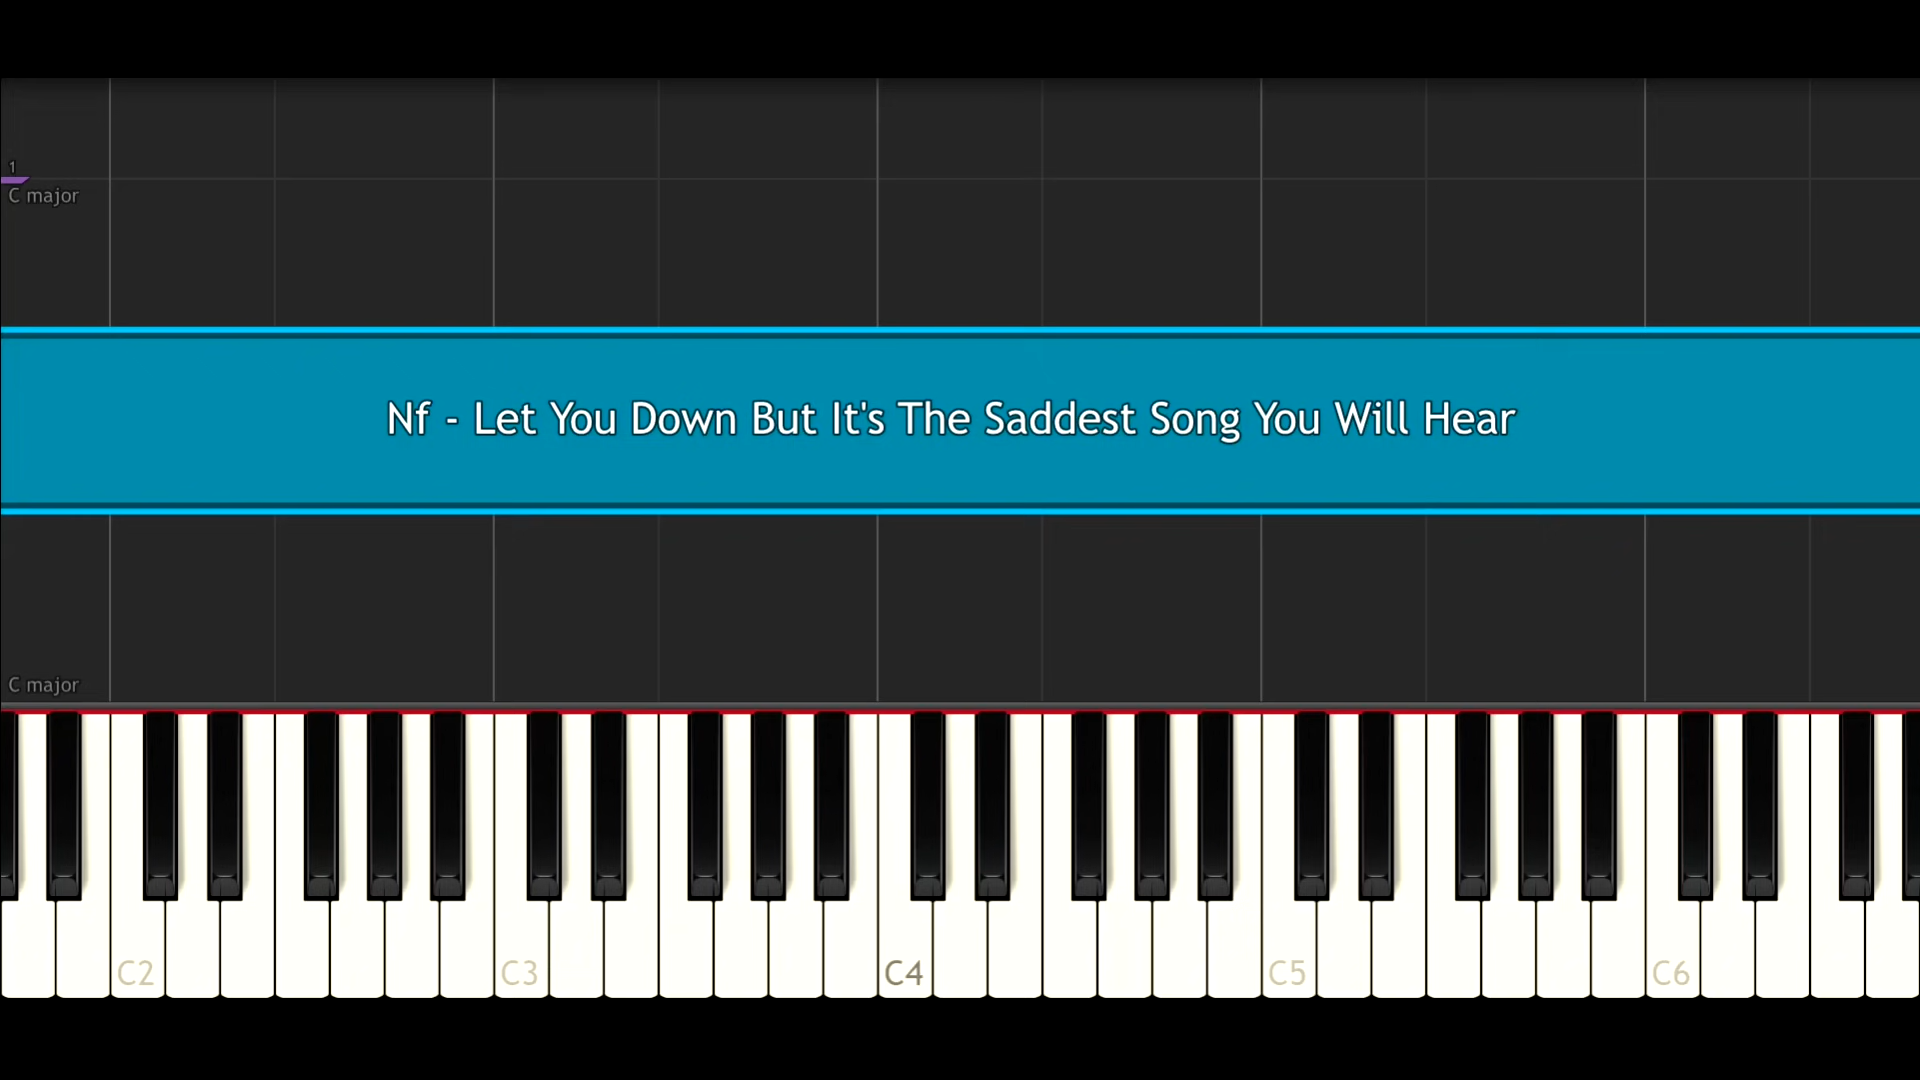 1
C major
Nf - Let You Down But It's The Saddest Song You Will Hear
C major
C2 C3 C4 C5 C6